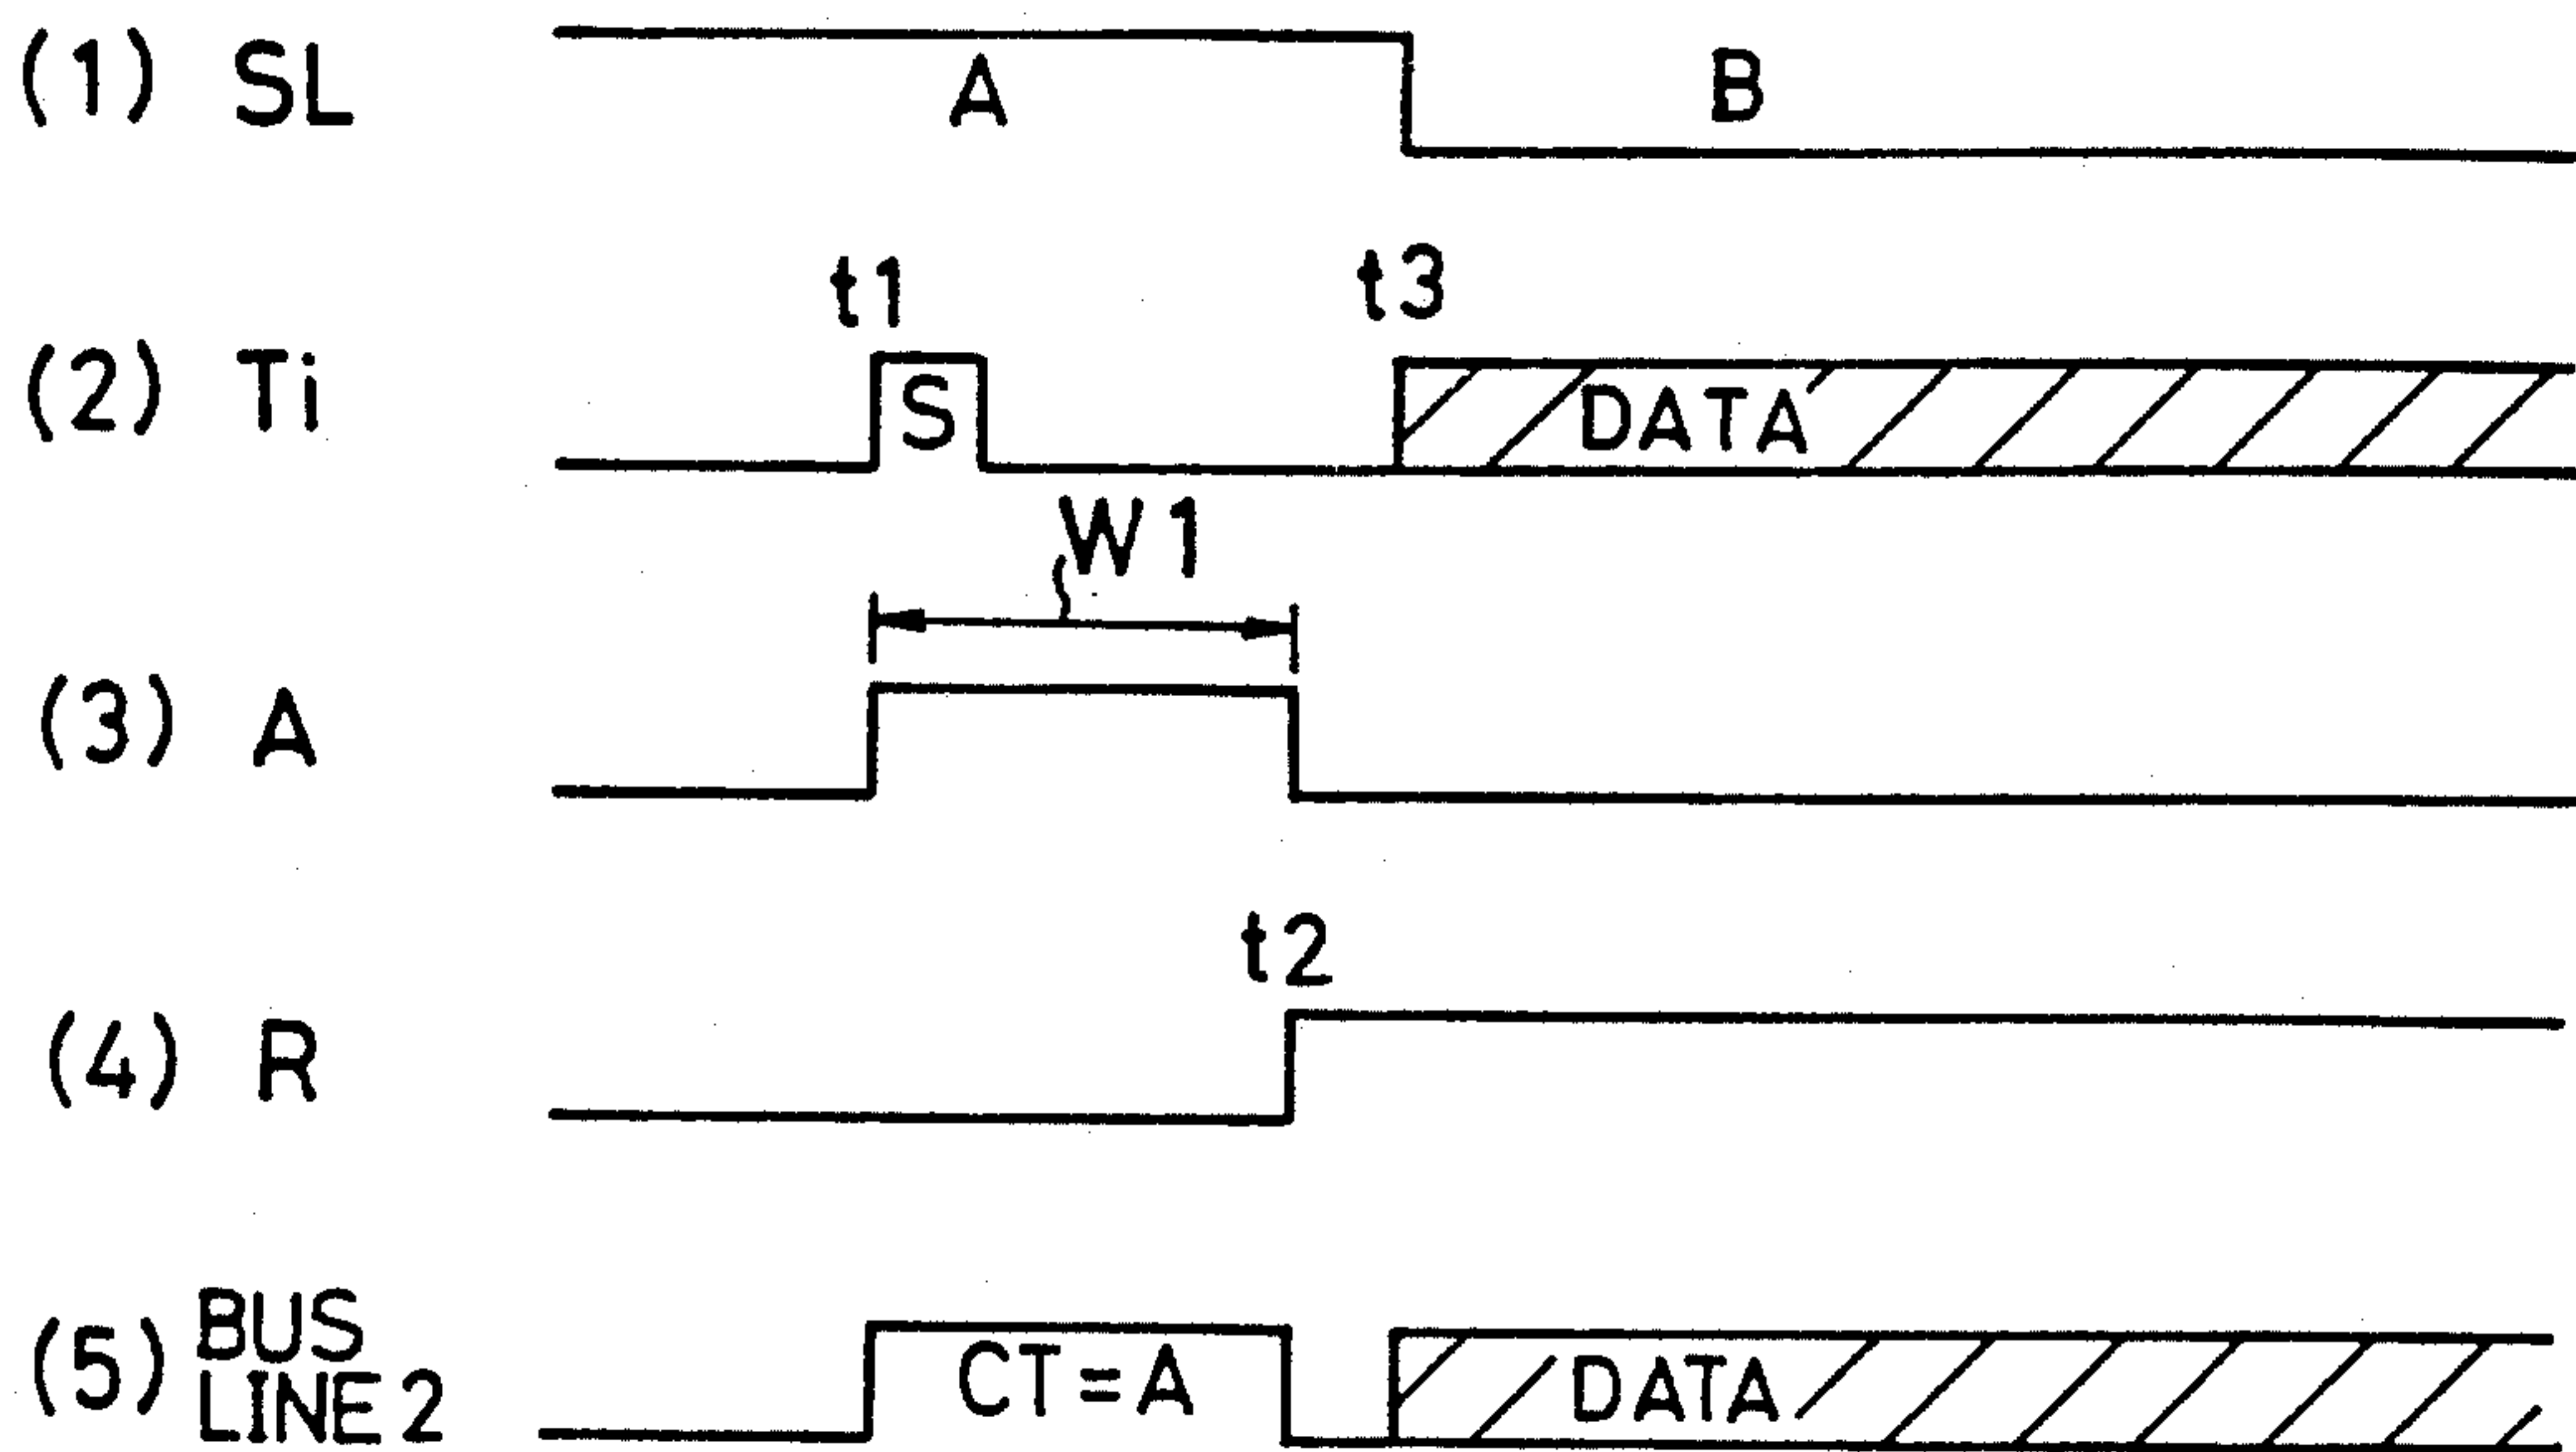 (1) SL A B
t1 t3
(2) Ti S DATA
W1
(3) A
t2
(4) R
(5) BUS
LINE 2 CT=A DATA